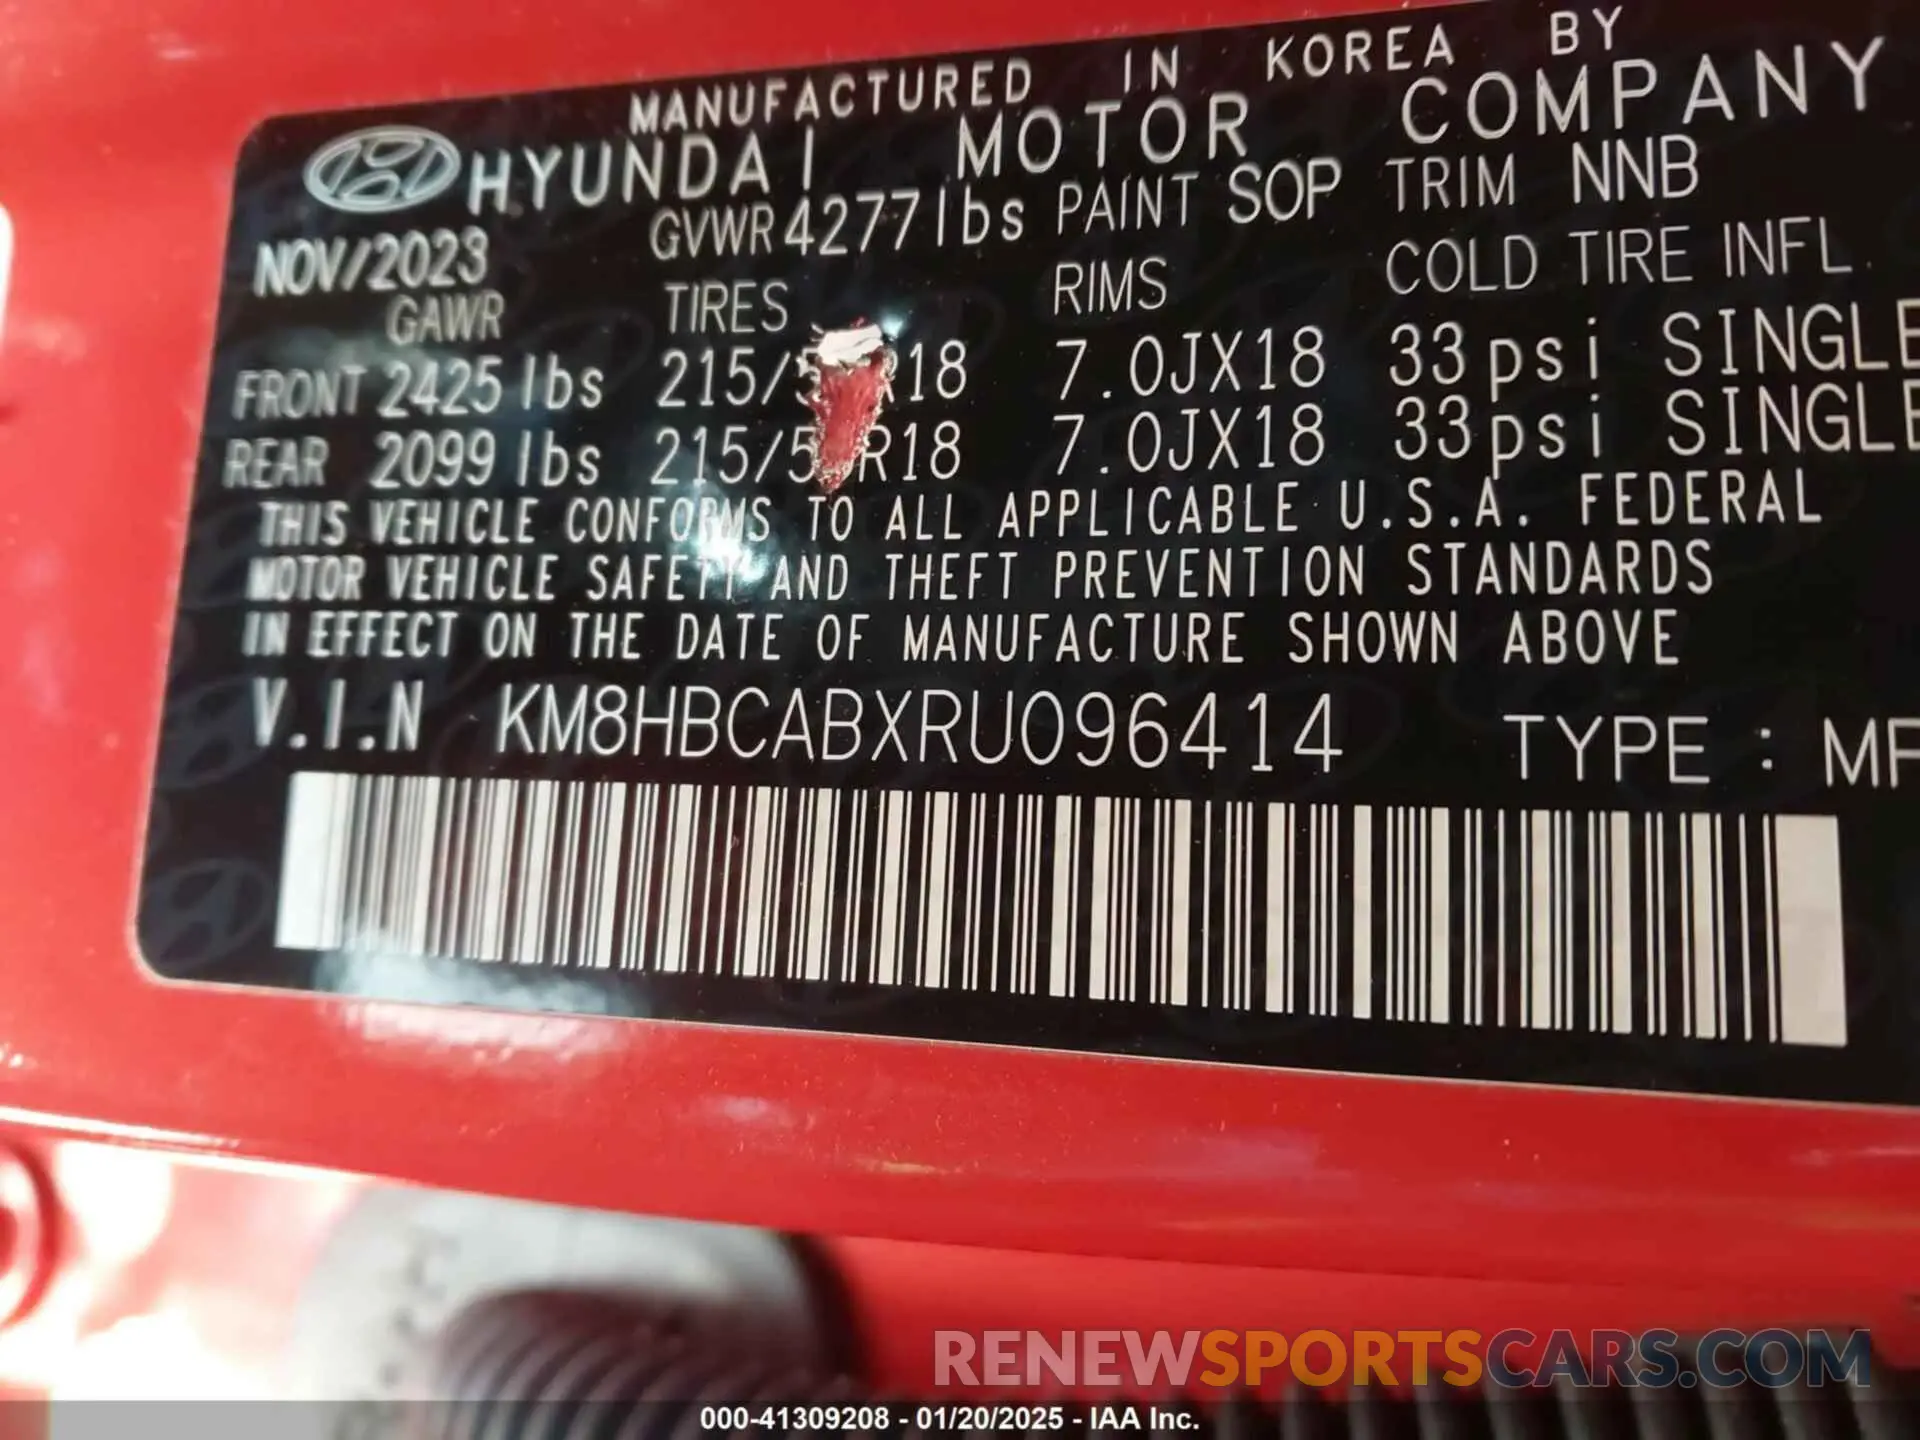 MANUFACTURED IN KOREA BY
HYUNDAI MOTOR COMPANY
NOV/2023 GVWR 4277lbs PAINT SOP TRIM NNB
GAWR TIRES RIMS COLD TIRE INFL.
FRONT 2425 lbs 7.0JX18 33psi SINGLE
REAR 2099 lbs 7.0JX18 33psi SINGLE
THIS VEHICLE CONFORMS TO ALL APPLICABLE U.S.A. FEDERAL
MOTOR VEHICLE SAFETY AND THEFT PREVENTION STANDARDS
IN EFFECT ON THE DATE OF MANUFACTURE SHOWN ABOVE
V.I.N KM8HBCABXRU096414 TYPE :
RENEWSPORTSCARS.COM
000-41309208 - 01/20/2025 - IAA Inc.